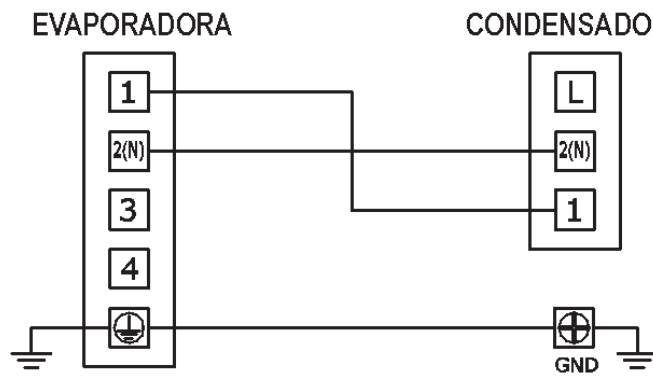 EVAPORADORA
CONDENSADO
1
L
2(N)
2(N)
3
1
4
GND